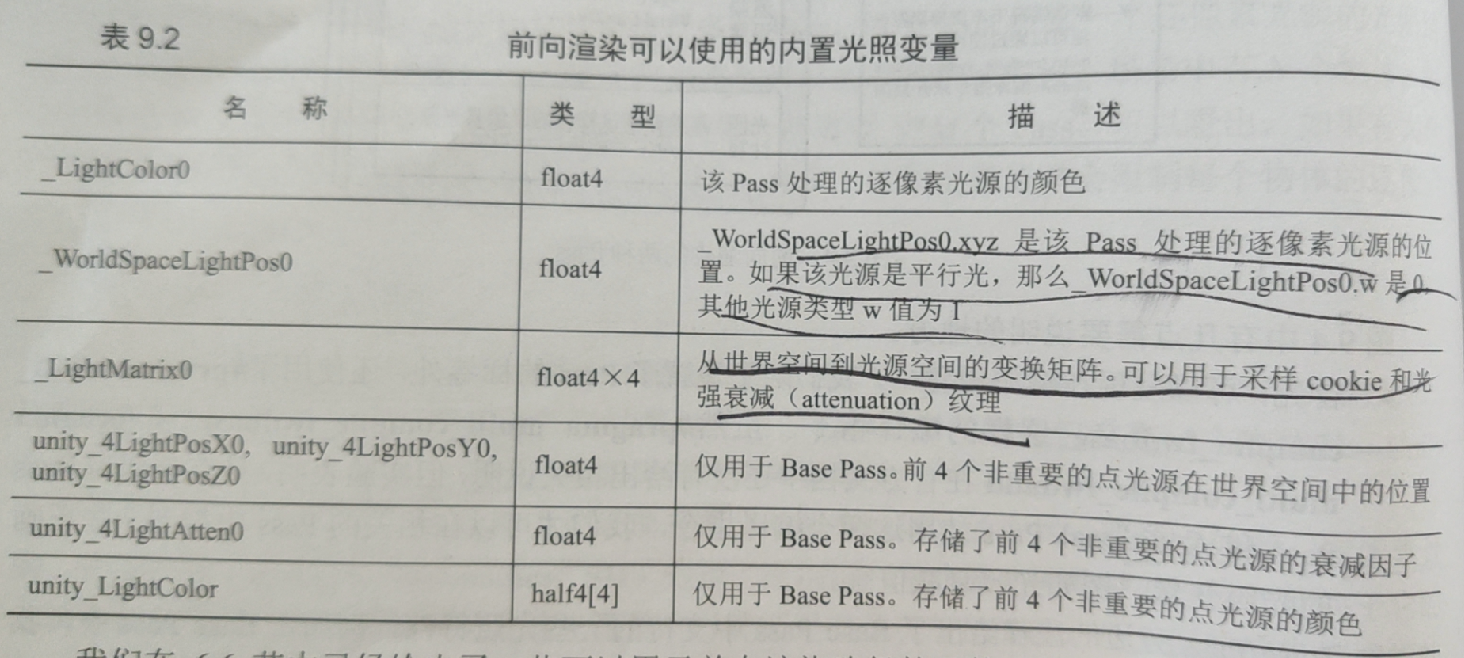 表 9.2
前向渲染可以使用的内置光照变量
名 称 类 型 描 述
_LightColor0 float4 该 Pass 处理的逐像素光源的颜色
_WorldSpaceLightPos0 float4 _WorldSpaceLightPos0.xyz 是该 Pass 处理的逐像素光源的位
置。如果该光源是平行光，那么_WorldSpaceLightPos0.w 是 0,
其他光源类型 w 值为 1
_LightMatrix0 float4×4 从世界空间到光源空间的变换矩阵。可以用于采样 cookie 和光
强衰减（attenuation）纹理
unity_4LightPosX0, unity_4LightPosY0,
unity_4LightPosZ0 float4 仅用于 Base Pass。前 4 个非重要的点光源在世界空间中的位置
unity_4LightAtten0 float4 仅用于 Base Pass。存储了前 4 个非重要的点光源的衰减因子
unity_LightColor half4[4] 仅用于 Base Pass。存储了前 4 个非重要的点光源的颜色